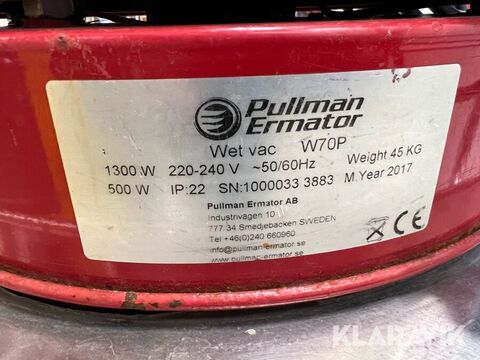 Pullman
Ermator
Wet vac W70P
1300 W 220-240 V ~50/60Hz Weight 45 KG
500 W IP:22 SN:1000033 3883 M.Year 2017
Pullman Ermator AB
Industrivägen 10
777 34 Smedjebacken SWEDEN
Tel +46(0)240 660960
info@pullman-ermator.se
www.pullman-ermator.se
CE
KLARAVIK